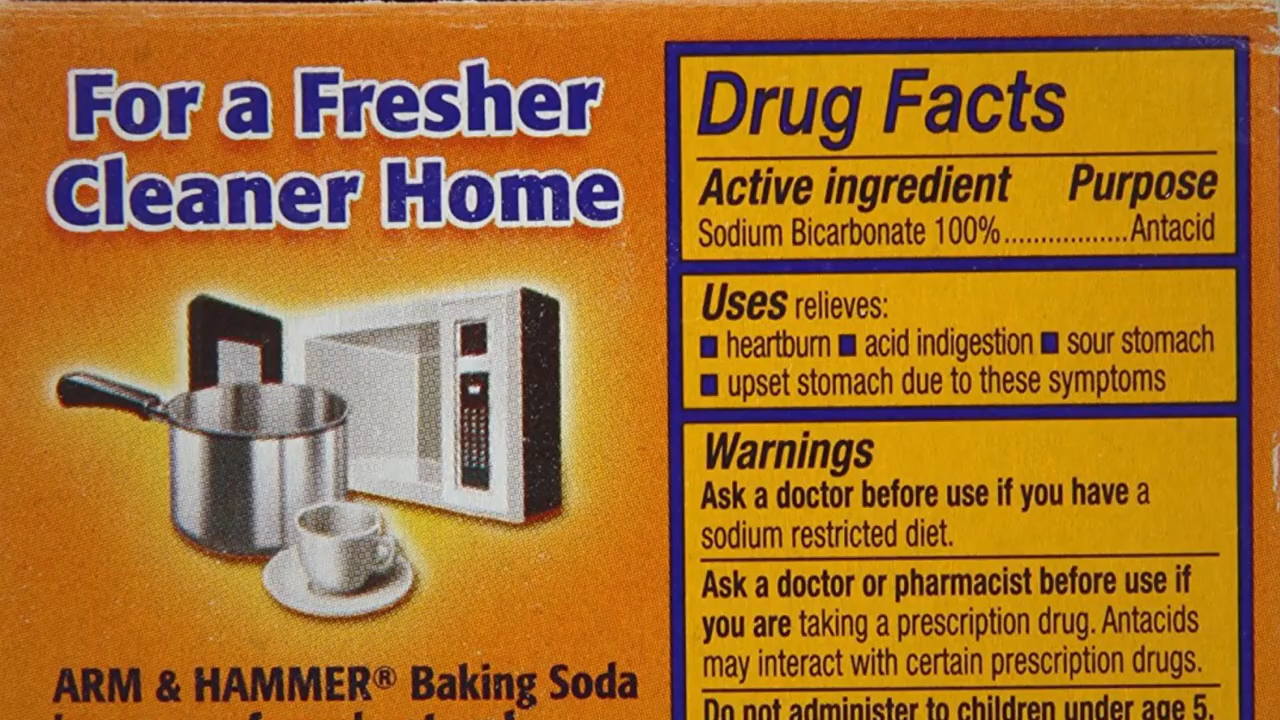 For a Fresher
Cleaner Home
ARM & HAMMER® Baking Soda
Drug Facts
Active ingredient Purpose
Sodium Bicarbonate 100%..................Antacid
Uses relieves:
■ heartburn ■ acid indigestion ■ sour stomach
■ upset stomach due to these symptoms
Warnings
Ask a doctor before use if you have a
sodium restricted diet.
Ask a doctor or pharmacist before use if
you are taking a prescription drug. Antacids
may interact with certain prescription drugs.
Do not administer to children under age 5.